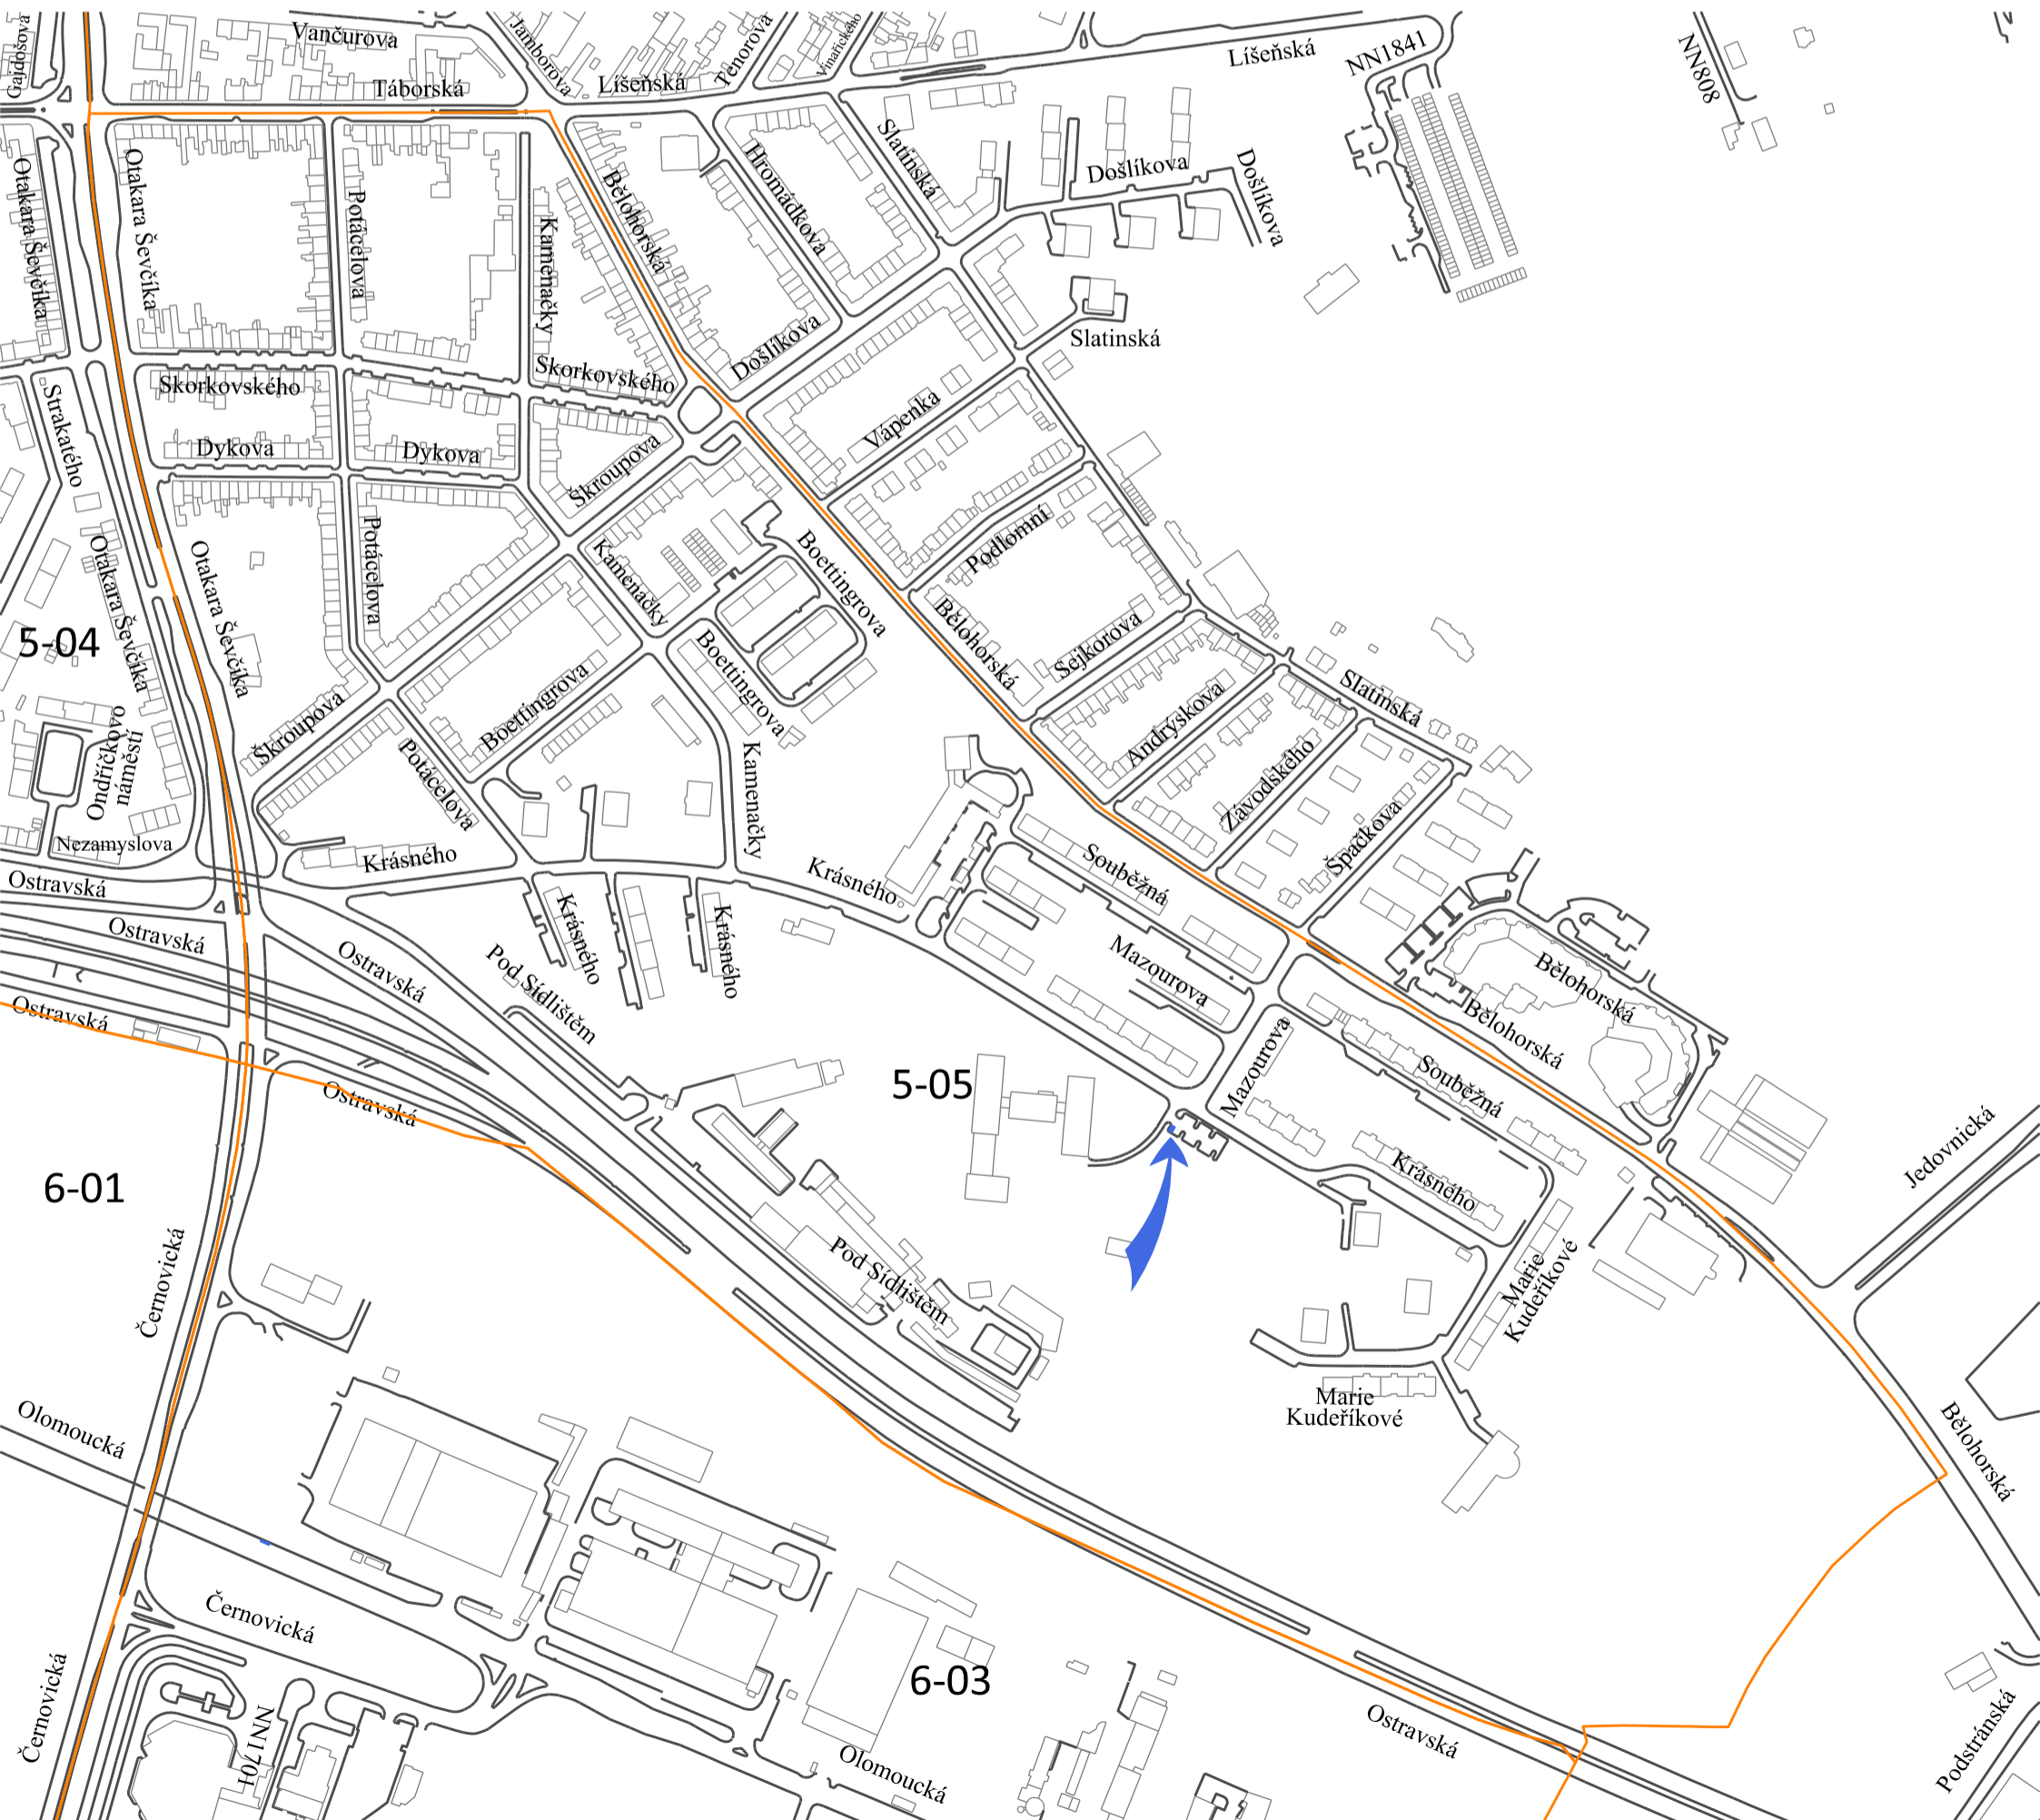 Gajdošova
Vančurova
Jamborova
Tenorova
Vinařického
Táborská
Líšeňská
Líšeňská
NN1841
NN808
Otakara Ševčíka
Otakara Ševčíka
Potácelova
Kamenačky
Bělohorská
Hromádkova
Slatinská
Došlíkova
Došlíkova
Slatinská
Došlíkova
Skorkovského
Skorkovského
Strakatého
Dykova
Dykova
Škroupova
Vápenka
Podlomní
Potácelova
Otakara Ševčíka
Otakara Ševčíka
Kamenačky
Boettingrova
Bělohorská
Sejkorova
5-04
Boettingrova
Boettingrova
Andrýskova
Slatinská
Škroupova
Potácelova
Kamenačky
Závodského
Špačkova
Ondříčkovo
náměstí
Nezamyslova
Krásného
Krásného
Souběžná
Ostravská
Ostravská
Ostravská
Ostravská
Ostravská
Pod Sídlištěm
Krásného
Krásného
Mazourova
Bělohorská
Bělohorská
Mazourova
Souběžná
5-05
Jedovnická
Krásného
6-01
Černovická
Pod Sídlištěm
Marie
Kudeříkové
Marie
Kudeříkové
Bělohorská
Olomoucká
Černovická
Černovická
NN1701
6-03
Ostravská
Olomoucká
Podstránská